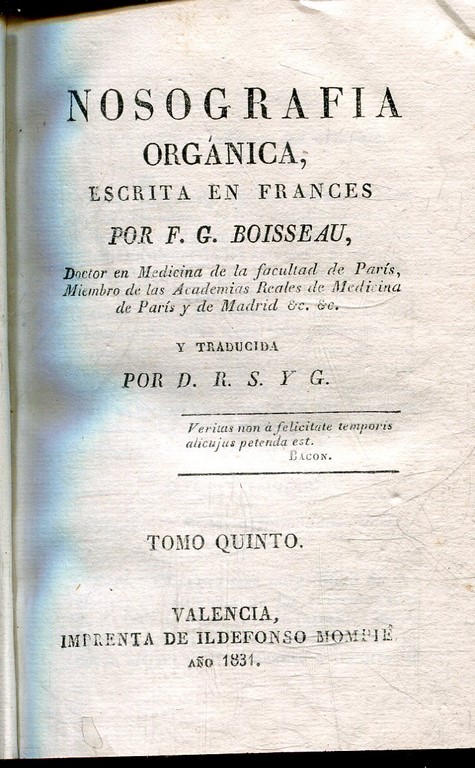 NOSOGRAFIA
ORGÁNICA,
ESCRITA EN FRANCES
POR F. G. BOISSEAU,
Doctor en Medicina de la facultad de París,
Miembro de las Academias Reales de Medicina
de París y de Madrid &c. &c.
Y TRADUCIDA
POR D. R. S. Y G.
Veritas non à felicitate temporis
alicujus petenda est.
BACON.
TOMO QUINTO.
VALENCIA,
IMPRENTA DE ILDEFONSO MOMPIÉ
AÑO 1831.